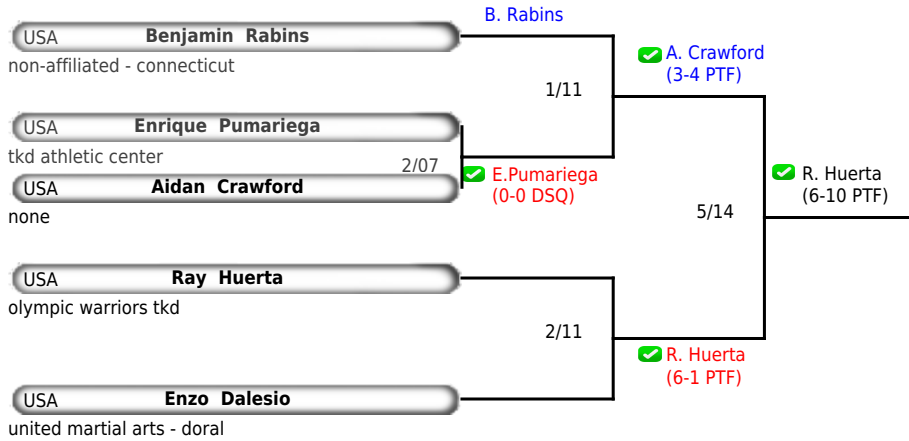 B. Rabins
USA Benjamin Rabins
non-affiliated - connecticut
A. Crawford
(3-4 PTF)
1/11
USA Enrique Pumariega
tkd athletic center
2/07
E.Pumariega
(0-0 DSQ)
USA Aidan Crawford
none
R. Huerta
(6-10 PTF)
5/14
USA Ray Huerta
olympic warriors tkd
2/11
R. Huerta
(6-1 PTF)
USA Enzo Dalesio
united martial arts - doral